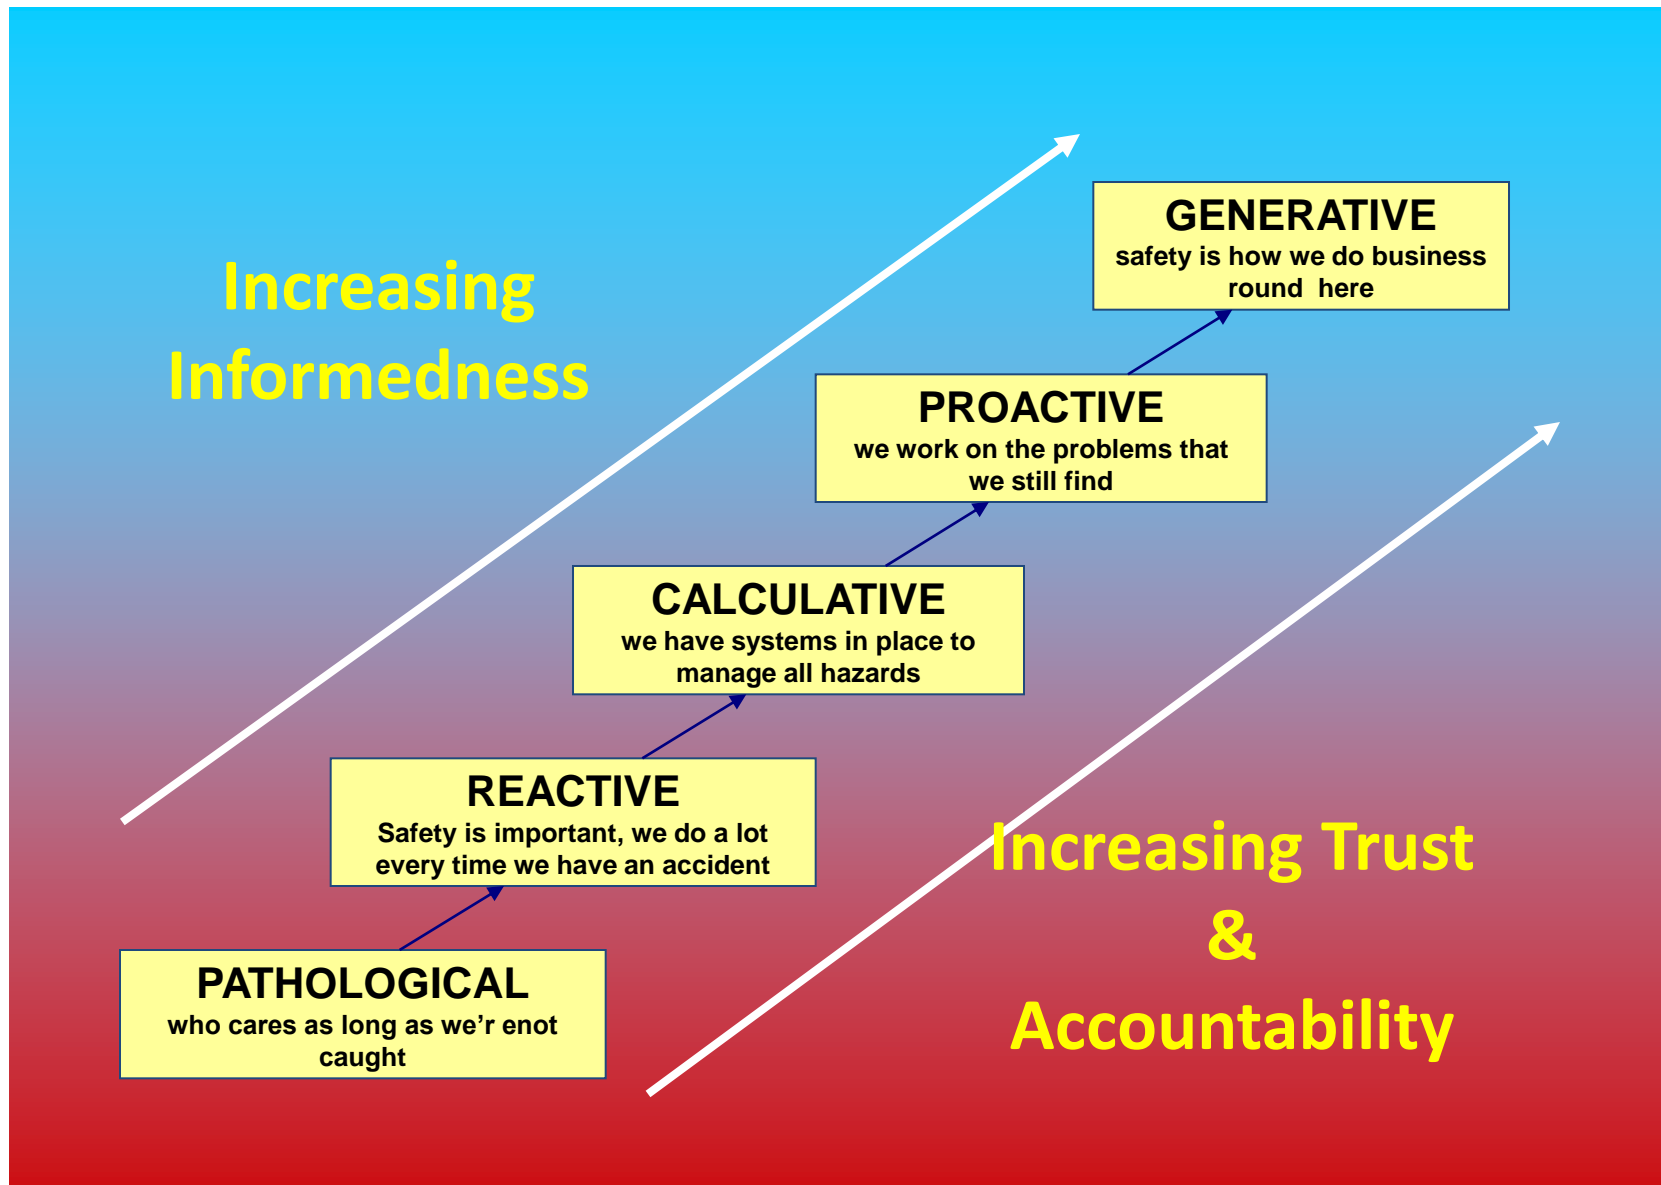 GENERATIVE
safety is how we do business
round  here
Increasing
Informedness
PROACTIVE
we work on the problems that
we still find
CALCULATIVE
we have systems in place to
manage all hazards
REACTIVE
Safety is important, we do a lot
every time we have an accident
Increasing Trust
&
Accountability
PATHOLOGICAL
who cares as long as we’r enot
caught